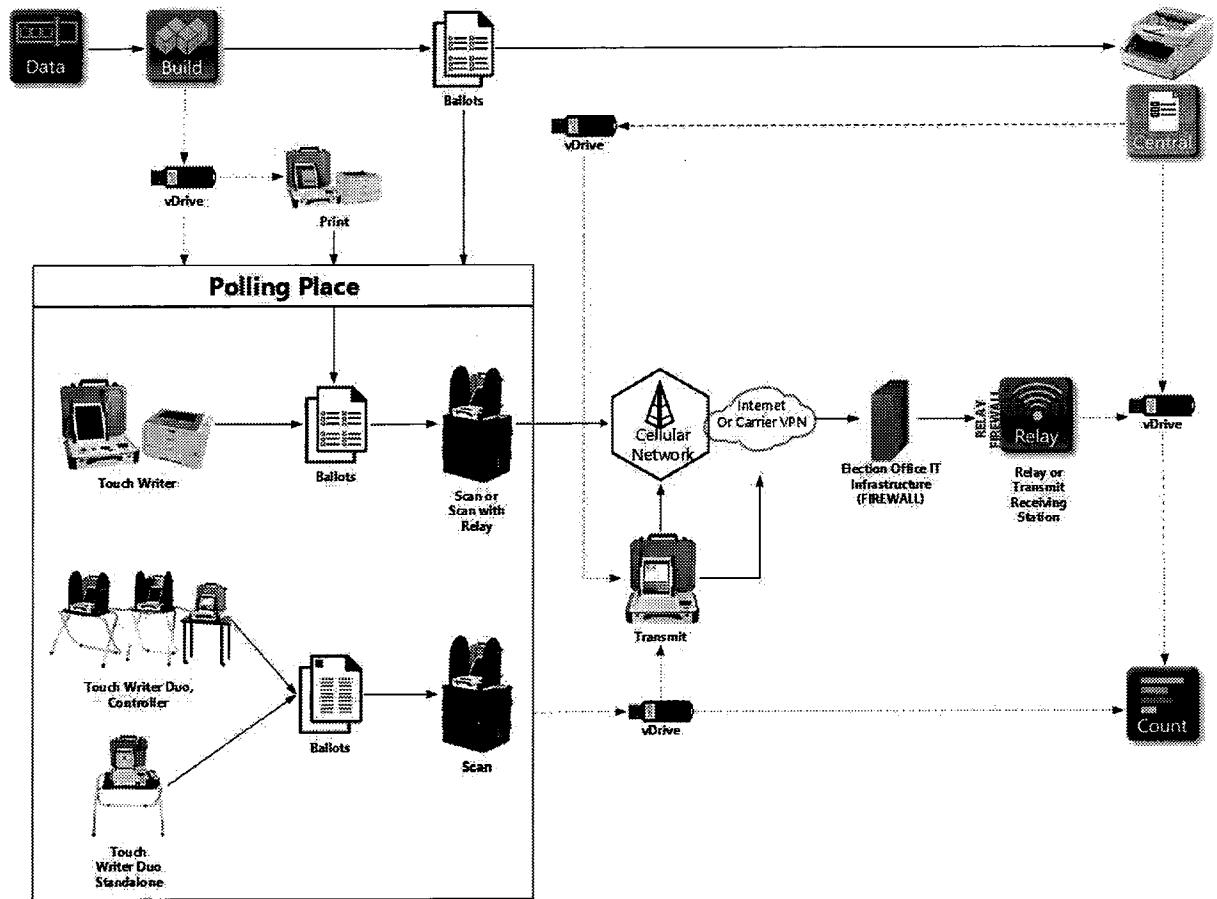 Data
Build
Ballots
Central
vDrive
vDrive
Print
Polling Place
Touch Writer
Ballots
Scan or
Scan with
Relay
Cellular
Network
Internet
Or Carrier VPN
Election Office IT
Infrastructure
(FIREWALL)
RELAY
FIREWALL
Relay
Relay or
Transmit
Receiving
Station
vDrive
Transmit
Touch Writer Duo,
Controller
Ballots
Scan
vDrive
Count
Touch
Writer Duo
Standalone